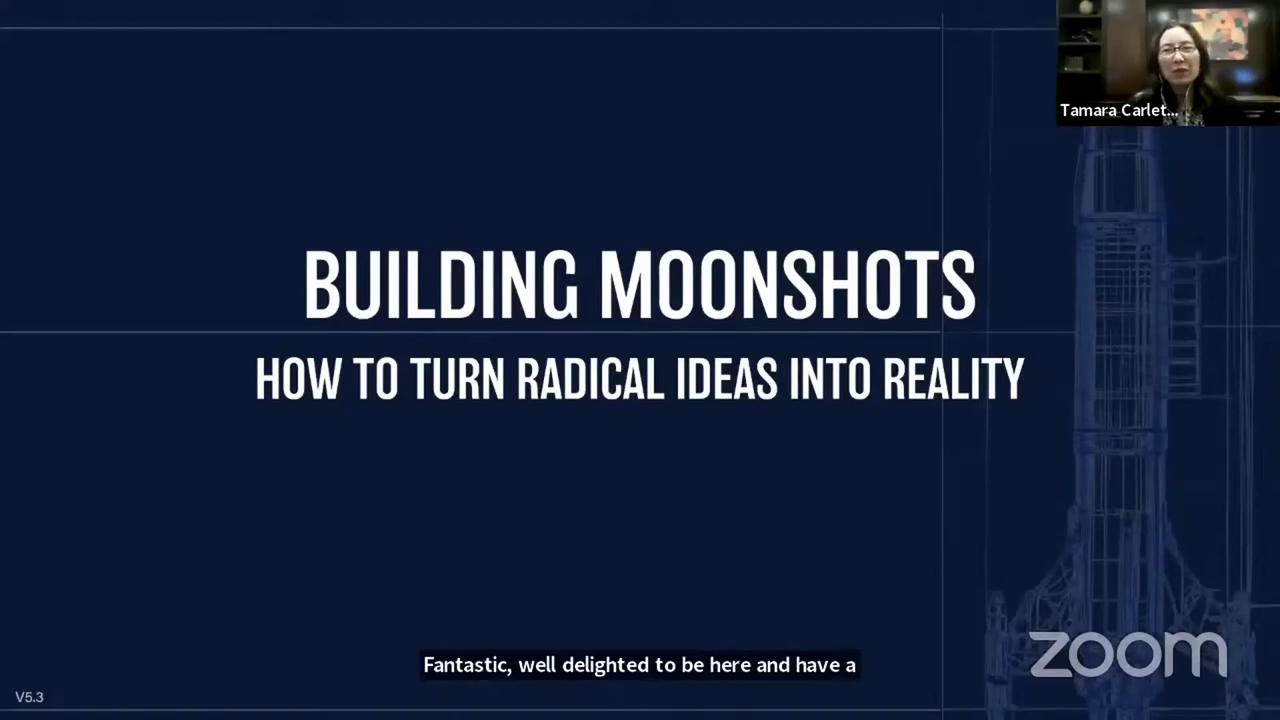 Tamara Carlet...
BUILDING MOONSHOTS
HOW TO TURN RADICAL IDEAS INTO REALITY
Fantastic, well delighted to be here and have a
zoom
V5.3